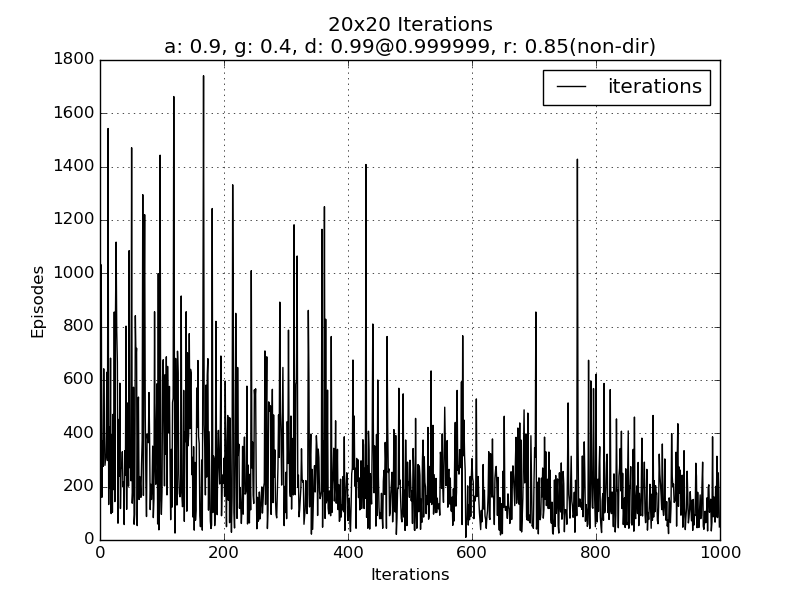 20x20 Iterations
a: 0.9, g: 0.4, d: 0.99@0.999999, r: 0.85(non-dir)
iterations
1800
1600
1400
1200
1000
800
600
400
200
0
Episodes
0 200 400 600 800 1000
Iterations